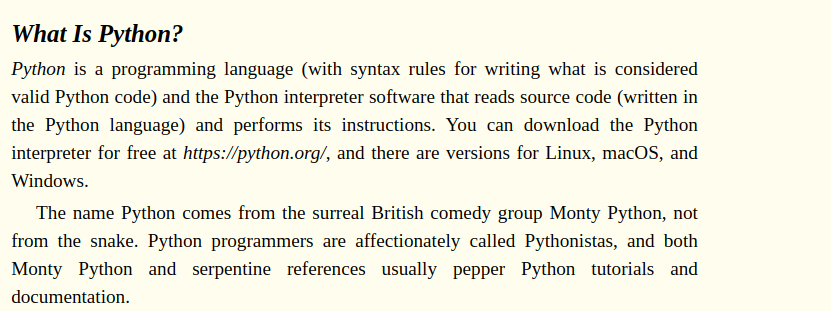 What Is Python?
Python is a programming language (with syntax rules for writing what is considered
valid Python code) and the Python interpreter software that reads source code (written in
the Python language) and performs its instructions. You can download the Python
interpreter for free at https://python.org/, and there are versions for Linux, macOS, and
Windows.
The name Python comes from the surreal British comedy group Monty Python, not
from the snake. Python programmers are affectionately called Pythonistas, and both
Monty Python and serpentine references usually pepper Python tutorials and
documentation.